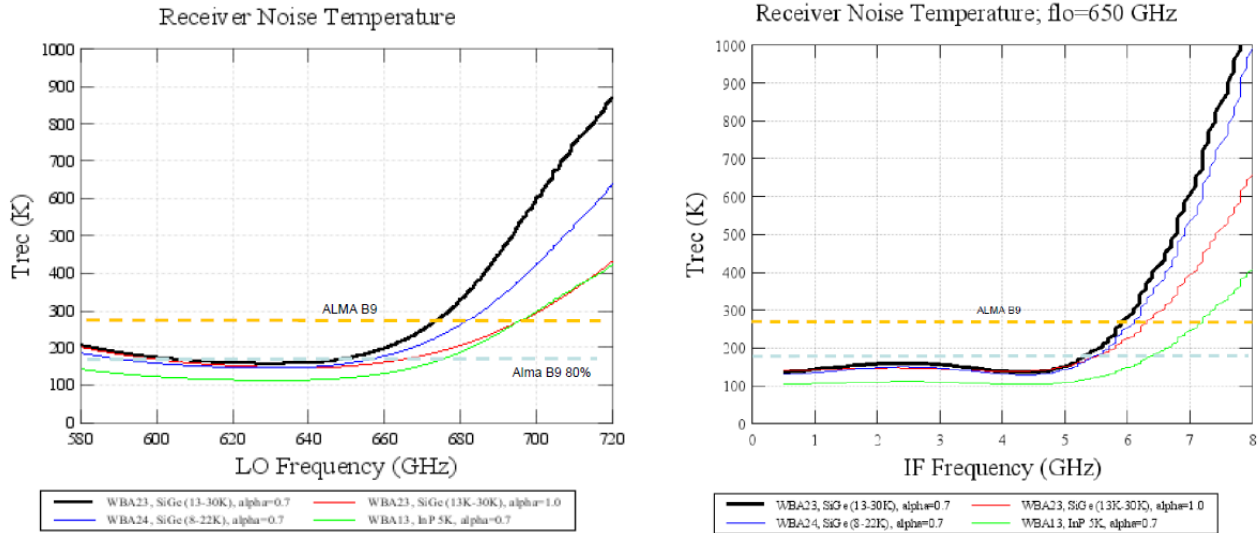 Receiver Noise Temperature
1000
900
800
700
600
500
400
300
200
100
0
Trec (K)
ALMA B9
Alma B9 80%
580 600 620 640 660 680 700 720
LO Frequency (GHz)
WBA23, SiGe (13-30K), alpha=0.7 WBA23, SiGe (13K-30K), alpha=1.0
WBA24, SiGe (8-22K), alpha=0.7 WBA13, InP 5K, alpha=0.7
Receiver Noise Temperature; flo=650 GHz
1000
900
800
700
600
500
400
300
200
100
0
Trec (K)
ALMA B9
0 1 2 3 4 5 6 7 8
IF Frequency (GHz)
WBA23, SiGe (13-30K), alpha=0.7 WBA23, SiGe (13K-30K), alpha=1.0
WBA24, SiGe (8-22K), alpha=0.7 WBA13, InP 5K, alpha=0.7